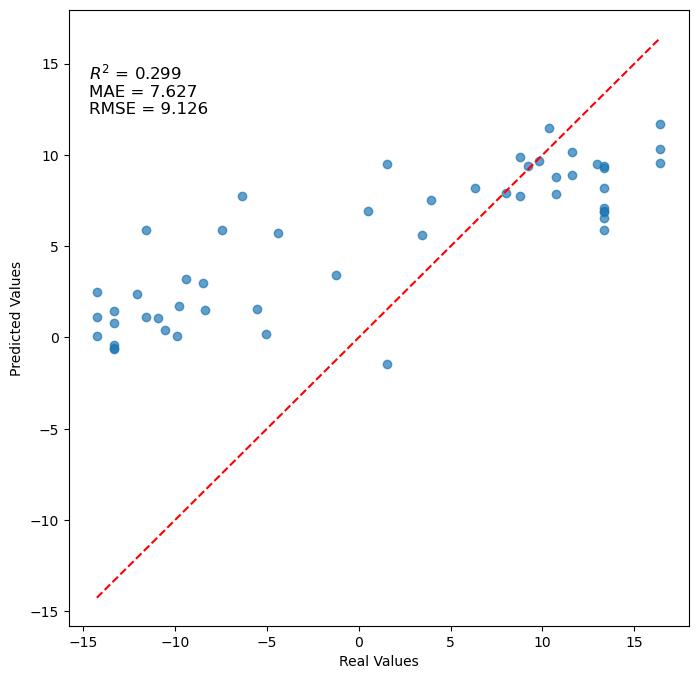 R² = 0.299
MAE = 7.627
RMSE = 9.126
Predicted Values
15
10
5
0
−5
−10
−15
−15
−10
−5
0
5
10
15
Real Values